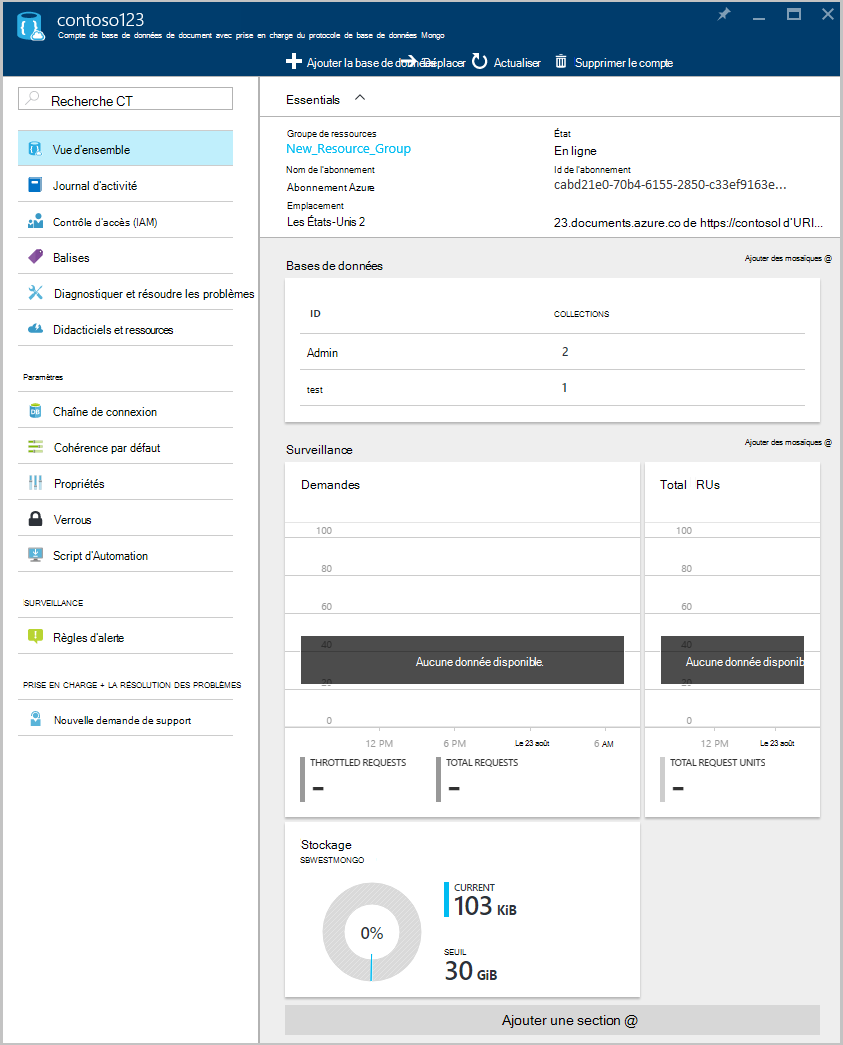 contoso123
Compte de base de données de document avec prise en charge du protocole de base de données Mongo
Ajouter la base de données Déplacer Actualiser Supprimer le compte
Recherche CT
Vue d'ensemble
Journal d'activité
Contrôle d'accès (IAM)
Balises
Diagnostiquer et résoudre les problèmes
Didacticiels et ressources
Paramètres
Chaîne de connexion
Cohérence par défaut
Propriétés
Verrous
Script d'Automation
SURVEILLANCE
Règles d'alerte
PRISE EN CHARGE + LA RÉSOLUTION DES PROBLÈMES
Nouvelle demande de support
Essentials
Groupe de ressources
New_Resource_Group
Nom de l'abonnement
Abonnement Azure
Emplacement
Les États-Unis 2
État
En ligne
Id de l'abonnement
cabd21e0-70b4-6155-2850-c33ef9163e...
23.documents.azure.co de https://contosol d'URI...
Bases de données
Ajouter des mosaïques @
ID COLLECTIONS
Admin 2
test 1
Surveillance
Ajouter des mosaïques @
Demandes
100
80
60
40
20
0
Aucune donnée disponible.
12 PM 6 PM Le 23 août 6 AM
THROTTLED REQUESTS TOTAL REQUESTS
– –
Total RUs
100
80
60
40
20
0
Aucune donnée disponib
12 PM Le 23 août
TOTAL REQUEST UNITS
–
Stockage
SBWESTMONGO
0%
CURRENT
103 KiB
SEUIL
30 GiB
Ajouter une section @